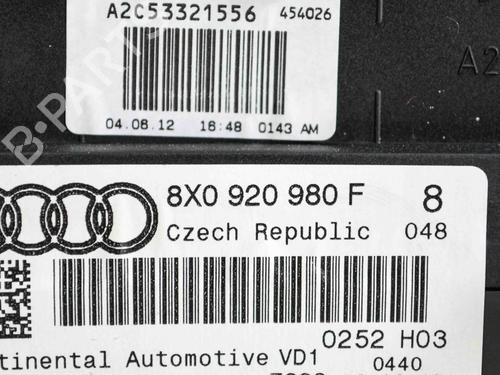 A2C53321556 454026
04.08.12 16:48 0143 AM
A2
8X0 920 980 F 8
Czech Republic 048
0252 H03
tinental Automotive VD1 0440
B-PARTS